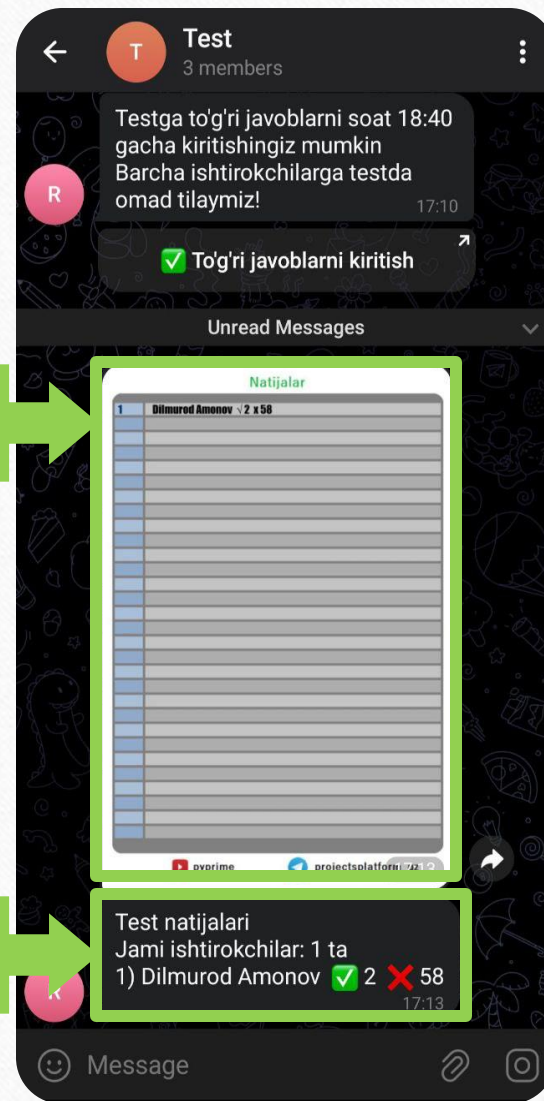 T
Test
3 members
Testga to'g'ri javoblarni soat 18:40
gacha kiritishingiz mumkin
Barcha ishtirokchilarga testda
omad tilaymiz!
17:10
R
✅ To'g'ri javoblarni kiritish
Unread Messages
Natijalar
1 Dilmurod Amonov √ 2 x 58
pyprime
17:13
Test natijalari
Jami ishtirokchilar: 1 ta
1) Dilmurod Amonov ✅ 2 ❌ 58
17:13
R
Message